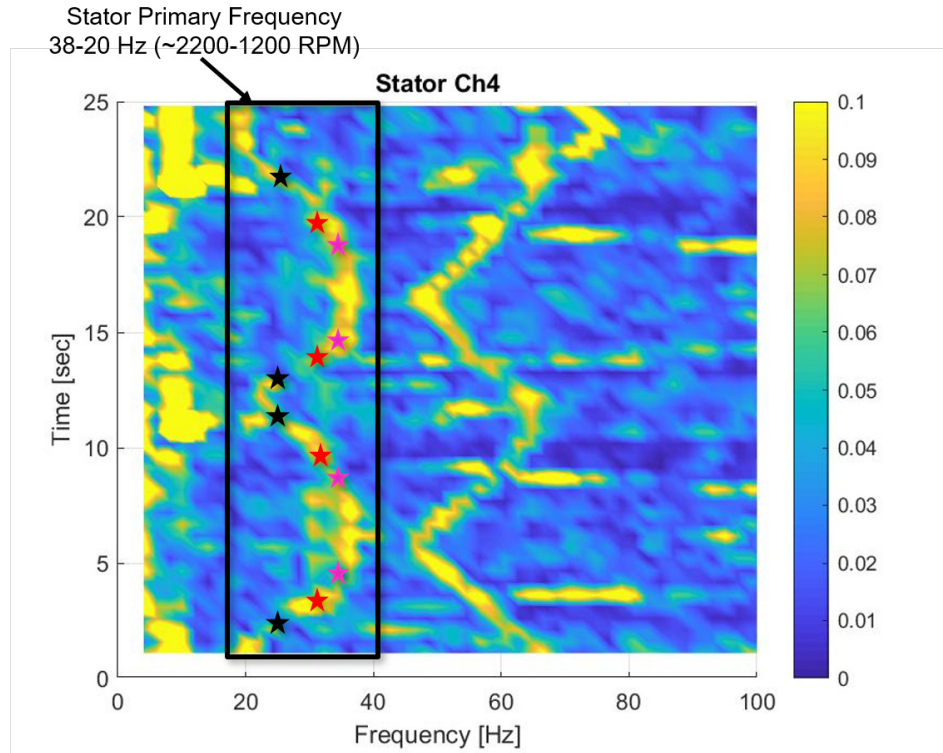 Stator Primary Frequency
38-20 Hz (~2200-1200 RPM)
Stator Ch4
25
20
15
10
5
0
Time [sec]
0 20 40 60 80 100
Frequency [Hz]
0.1
0.09
0.08
0.07
0.06
0.05
0.04
0.03
0.02
0.01
0